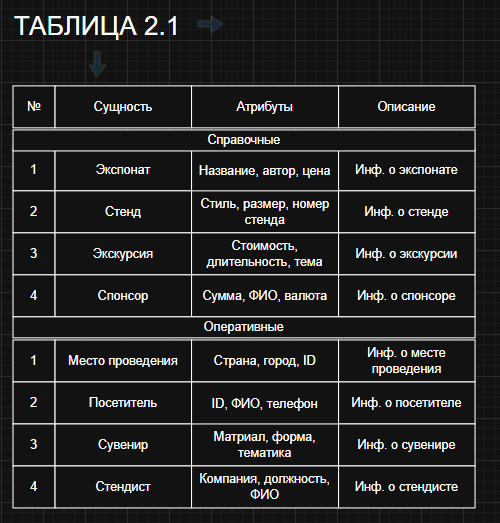 ТАБЛИЦА 2.1
№ Сущность Атрибуты Описание
Справочные
1 Экспонат Название, автор, цена Инф. о экспонате
2 Стенд Стиль, размер, номер стенда Инф. о стенде
3 Экскурсия Стоимость, длительность, тема Инф. о экскурсии
4 Спонсор Сумма, ФИО, валюта Инф. о спонсоре
Оперативные
1 Место проведения Страна, город, ID Инф. о месте проведения
2 Посетитель ID, ФИО, телефон Инф. о посетителе
3 Сувенир Матриал, форма, тематика Инф. о сувенире
4 Стендист Компания, должность, ФИО Инф. о стендисте